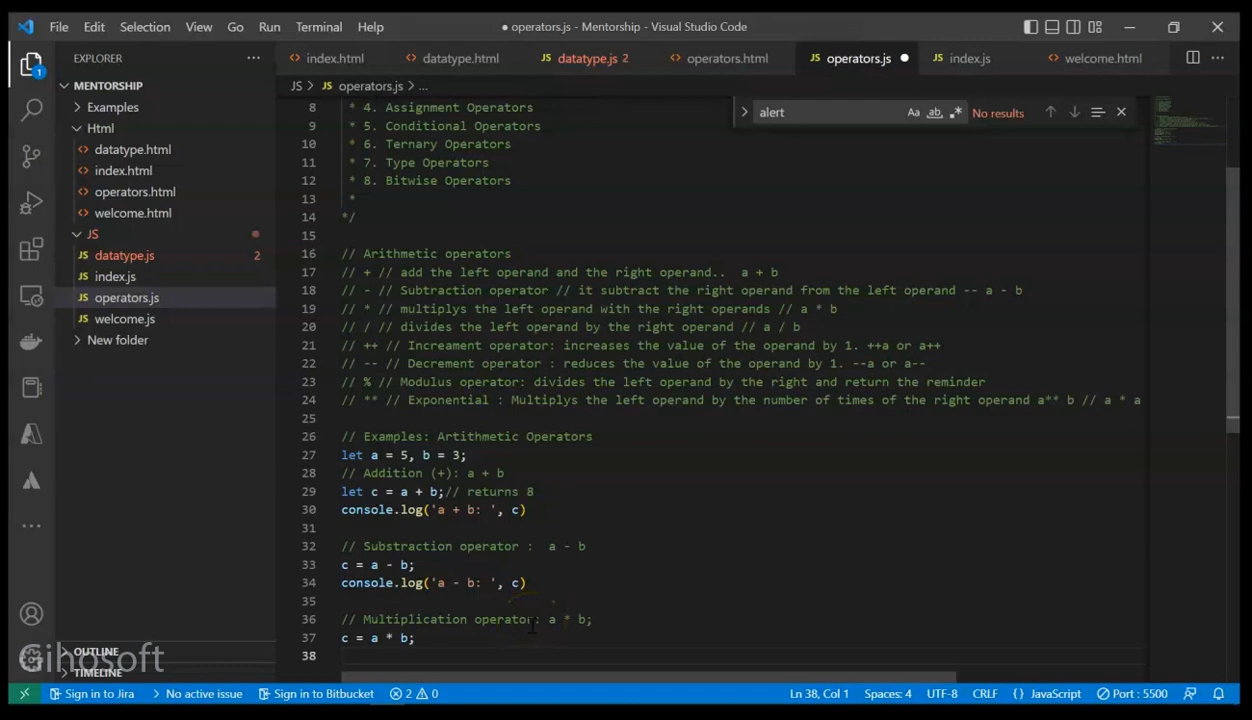 File Edit Selection View Go Run Terminal Help
● operators.js - Mentorship - Visual Studio Code
EXPLORER
index.html datatype.html JS datatype.js 2 operators.html JS operators.js index.js welcome.html
MENTORSHIP
JS > JS operators.js > ...
alert Aa ab No results
Examples
Html
datatype.html
index.html
operators.html
welcome.html
JS
JS datatype.js 2
JS index.js
JS operators.js
JS welcome.js
New folder
OUTLINE
TIMELINE
1
8 * 4. Assignment Operators
9 * 5. Conditional Operators
10 * 6. Ternary Operators
11 * 7. Type Operators
12 * 8. Bitwise Operators
13 *
14 */
15
16 // Arithmetic operators
17 // + // add the left operand and the right operand.. a + b
18 // - // Subtraction operator // it subtract the right operand from the left operand -- a - b
19 // * // multiplys the left operand with the right operands // a * b
20 // / // divides the left operand by the right operand // a / b
21 // ++ // Increament operator: increases the value of the operand by 1. ++a or a++
22 // -- // Decrement operator : reduces the value of the operand by 1. --a or a--
23 // % // Modulus operator: divides the left operand by the right and return the reminder
24 // ** // Exponential : Multiplys the left operand by the number of times of the right operand a** b // a * a
25
26 // Examples: Artithmetic Operators
27 let a = 5, b = 3;
28 // Addition (+): a + b
29 let c = a + b;// returns 8
30 console.log('a + b: ', c)
31
32 // Substraction operator : a - b
33 c = a - b;
34 console.log('a - b: ', c)
35
36 // Multiplication operator: a * b;
37 c = a * b;
38
Gihosoft
Sign in to Jira No active issue Sign in to Bitbucket 2 0 Ln 38, Col 1 Spaces: 4 UTF-8 CRLF {} JavaScript Port : 5500